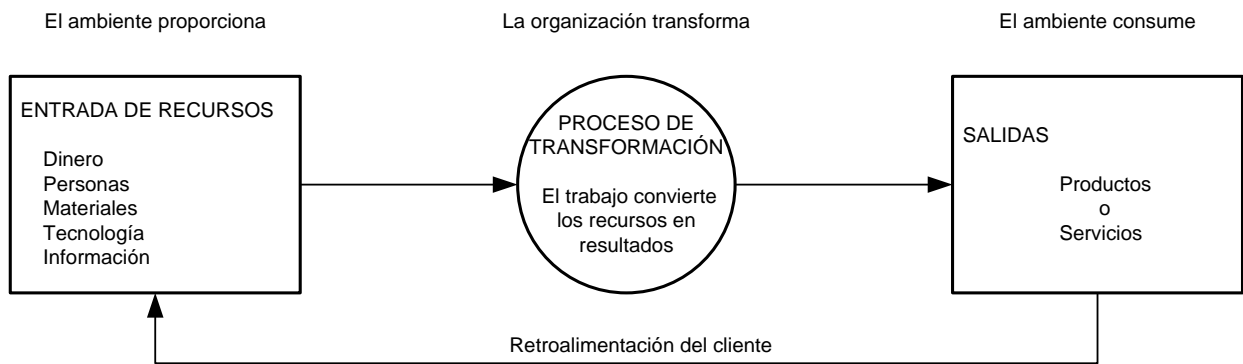 El ambiente proporciona
La organización transforma
El ambiente consume
ENTRADA DE RECURSOS
Dinero
Personas
Materiales
Tecnología
Información
PROCESO DE
TRANSFORMACIÓN
El trabajo convierte
los recursos en
resultados
SALIDAS
Productos
o
Servicios
Retroalimentación del cliente